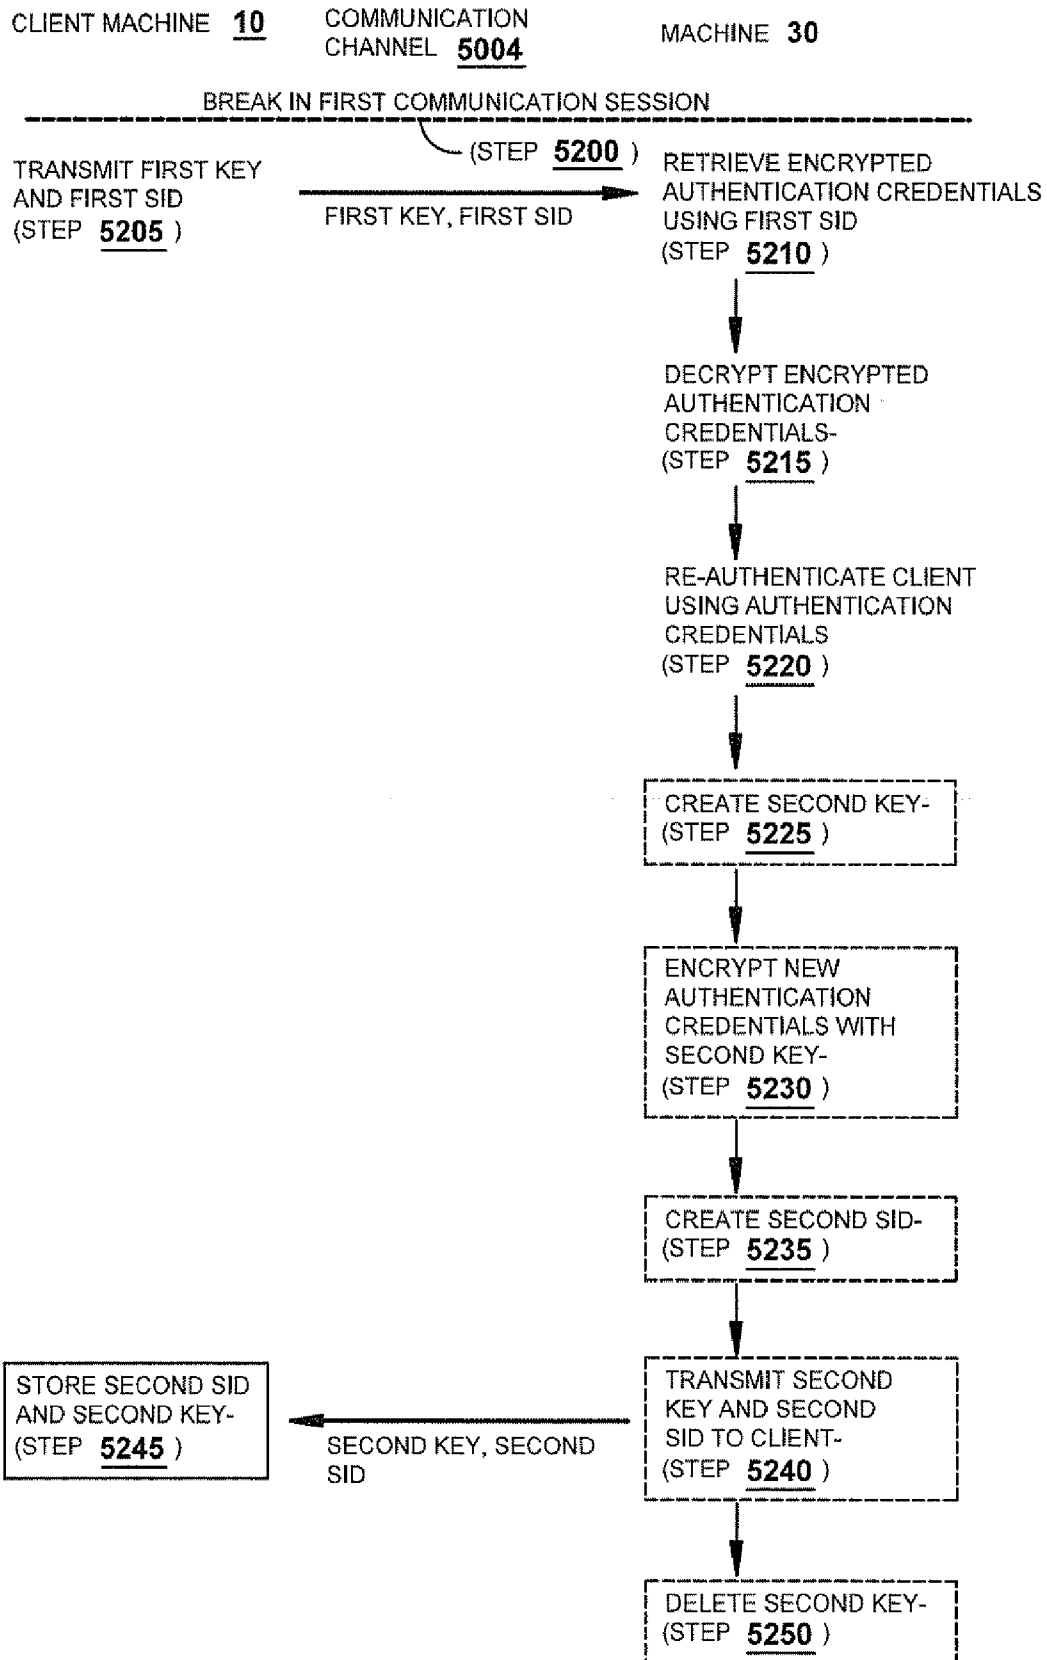 CLIENT MACHINE 10
COMMUNICATION
CHANNEL 5004
MACHINE 30
BREAK IN FIRST COMMUNICATION SESSION
(STEP 5200 )
TRANSMIT FIRST KEY
AND FIRST SID
(STEP 5205 )
FIRST KEY, FIRST SID
RETRIEVE ENCRYPTED
AUTHENTICATION CREDENTIALS
USING FIRST SID
(STEP 5210 )
DECRYPT ENCRYPTED
AUTHENTICATION
CREDENTIALS-
(STEP 5215 )
RE-AUTHENTICATE CLIENT
USING AUTHENTICATION
CREDENTIALS
(STEP 5220 )
CREATE SECOND KEY-
(STEP 5225 )
ENCRYPT NEW
AUTHENTICATION
CREDENTIALS WITH
SECOND KEY-
(STEP 5230 )
CREATE SECOND SID-
(STEP 5235 )
TRANSMIT SECOND
KEY AND SECOND
SID TO CLIENT-
(STEP 5240 )
SECOND KEY, SECOND
SID
STORE SECOND SID
AND SECOND KEY-
(STEP 5245 )
DELETE SECOND KEY-
(STEP 5250 )